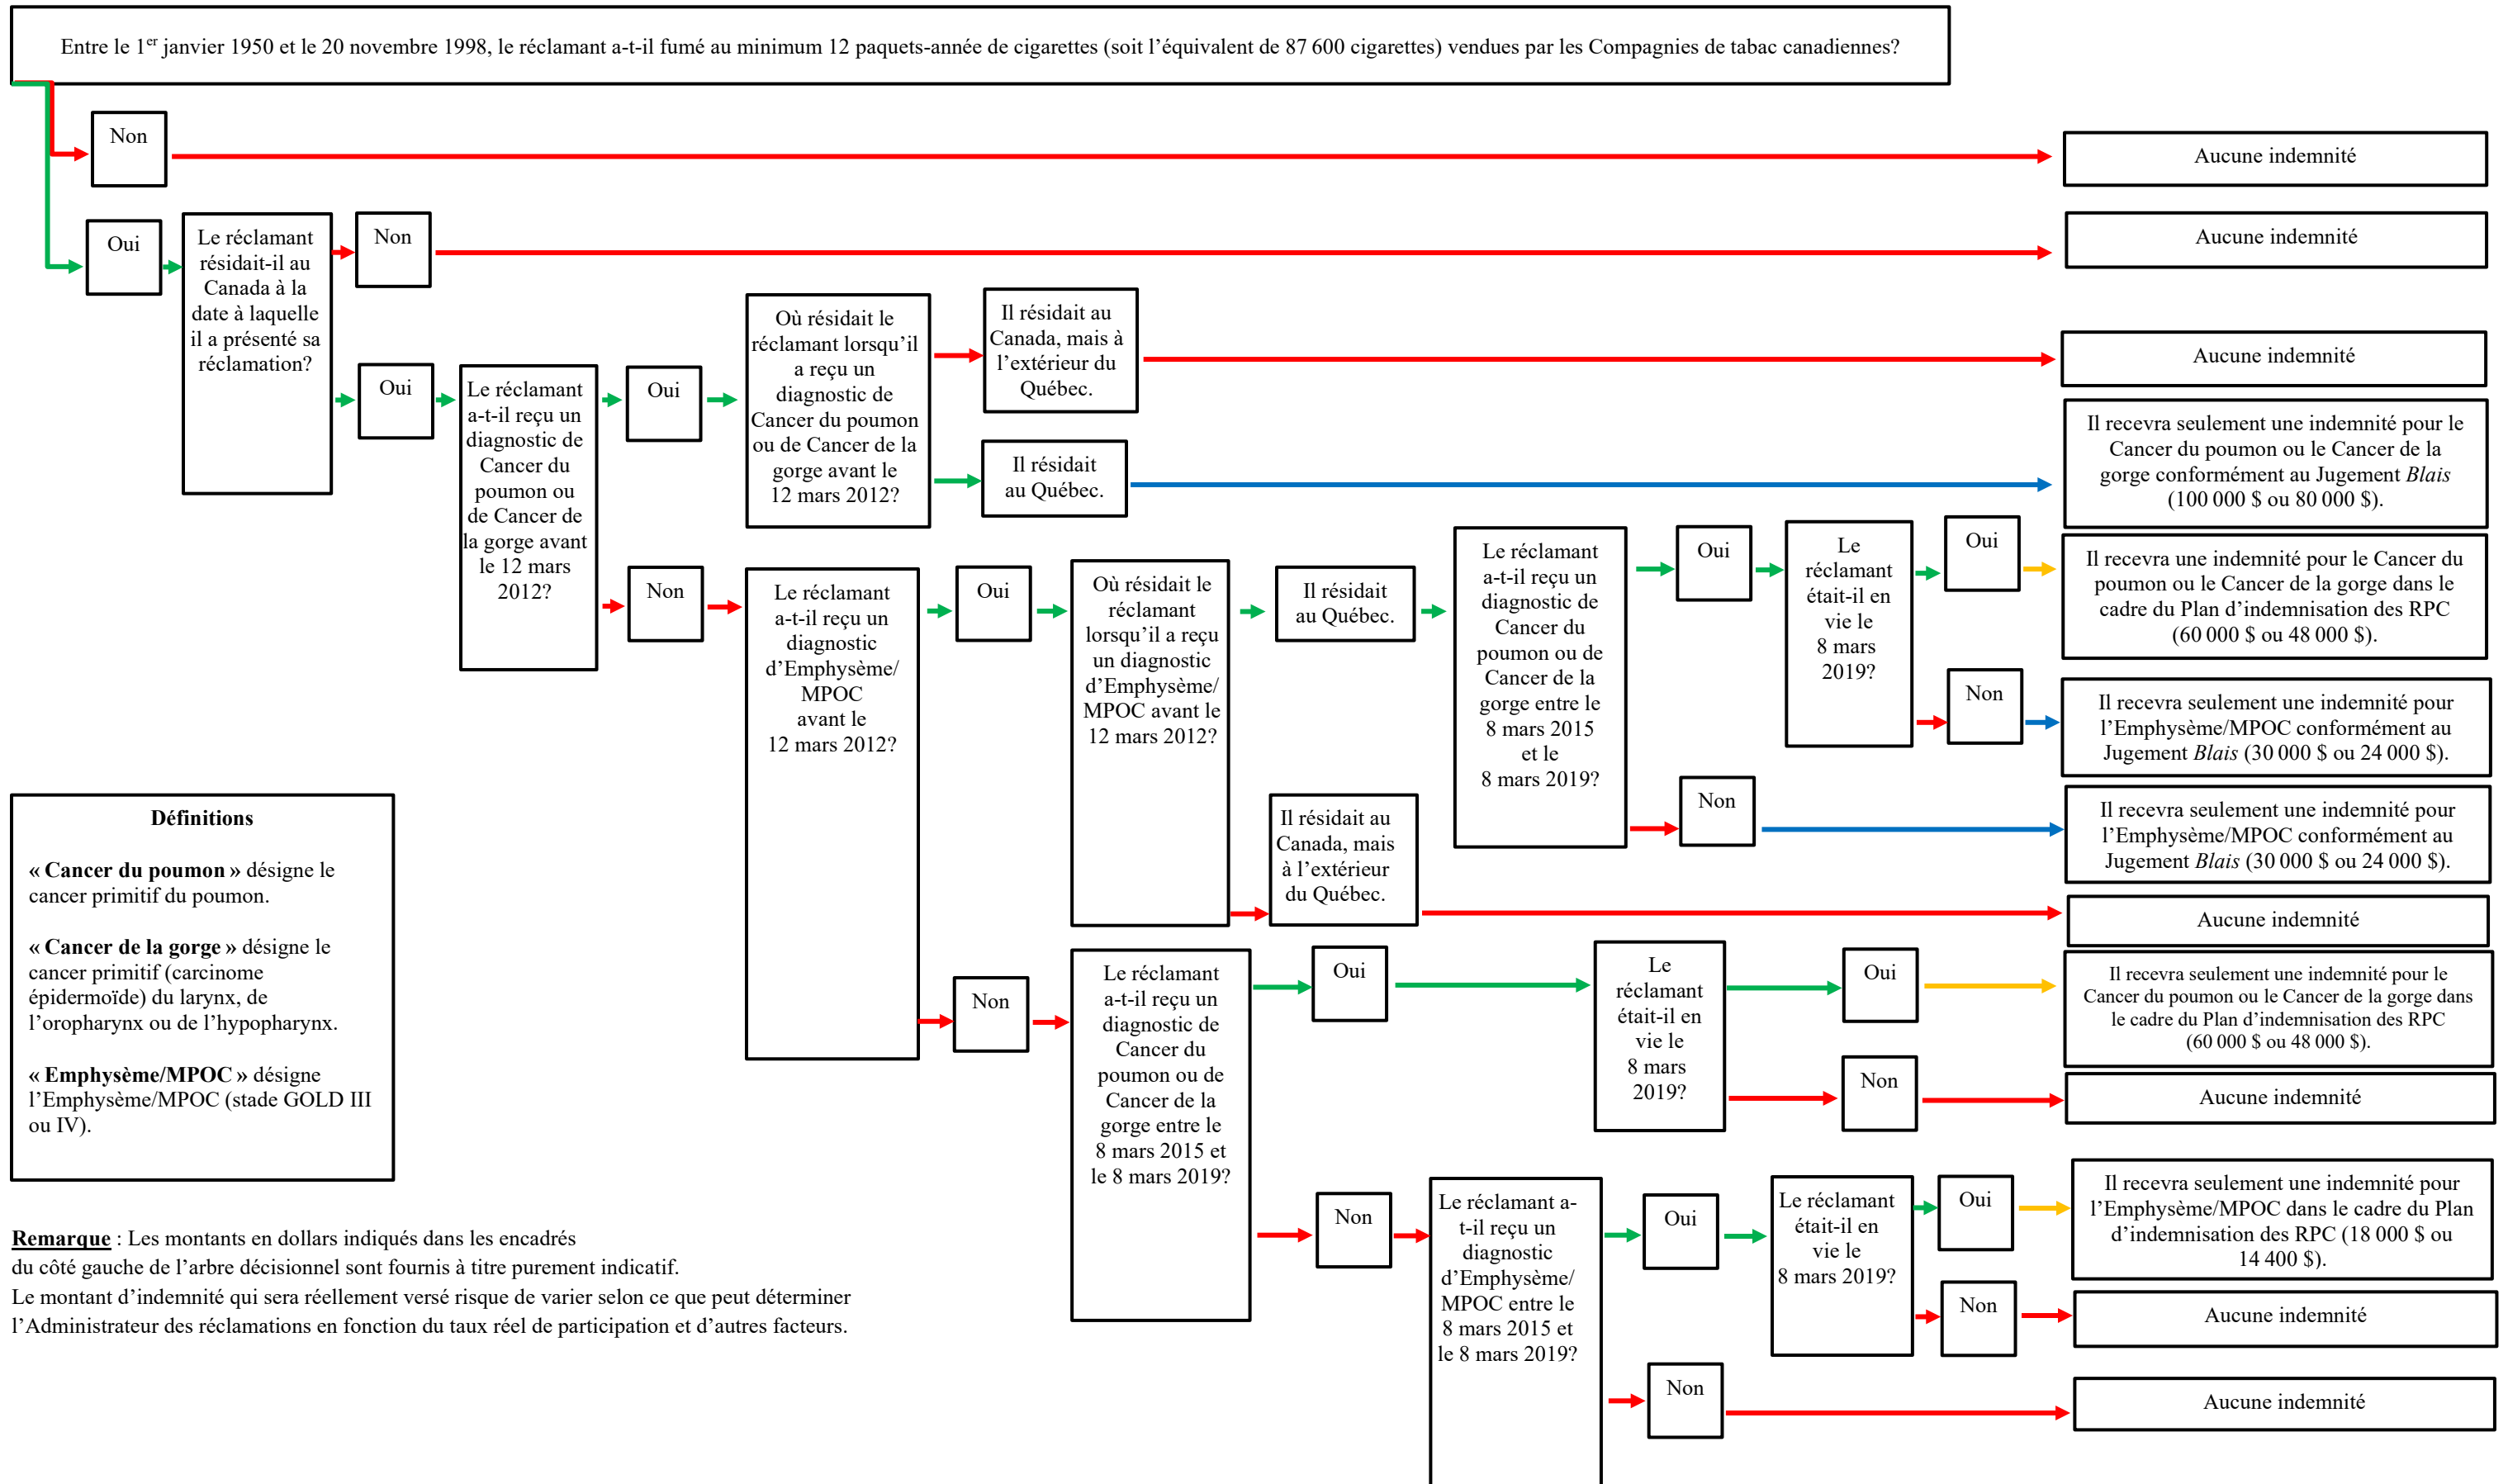 Entre le 1er janvier 1950 et le 20 novembre 1998, le réclamant a-t-il fumé au minimum 12 paquets-année de cigarettes (soit l’équivalent de 87 600 cigarettes) vendues par les Compagnies de tabac canadiennes?
Non
Aucune indemnité
Oui
Le réclamant
résidait-il au
Canada à la
date à laquelle
il a présenté sa
réclamation?
Non
Aucune indemnité
Oui
Le réclamant
a-t-il reçu un
diagnostic de
Cancer du
poumon ou
de Cancer de
la gorge avant
le 12 mars
2012?
Oui
Où résidait le
réclamant lorsqu’il
a reçu un
diagnostic de
Cancer du poumon
ou de Cancer de la
gorge avant le
12 mars 2012?
Il résidait au
Canada, mais à
l’extérieur du
Québec.
Aucune indemnité
Il résidait
au Québec.
Il recevra seulement une indemnité pour le
Cancer du poumon ou le Cancer de la
gorge conformément au Jugement Blais
(100 000 $ ou 80 000 $).
Non
Le réclamant
a-t-il reçu un
diagnostic
d’Emphysème/
MPOC
avant le
12 mars 2012?
Oui
Où résidait le
réclamant
lorsqu’il a reçu
un diagnostic
d’Emphysème/
MPOC avant le
12 mars 2012?
Il résidait
au Québec.
Le réclamant
a-t-il reçu un
diagnostic de
Cancer du
poumon ou de
Cancer de la
gorge entre le
8 mars 2015
et le
8 mars 2019?
Oui
Le
réclamant
était-il en
vie le
8 mars
2019?
Oui
Il recevra une indemnité pour le Cancer du
poumon ou le Cancer de la gorge dans le
cadre du Plan d’indemnisation des RPC
(60 000 $ ou 48 000 $).
Non
Il recevra seulement une indemnité pour
l’Emphysème/MPOC conformément au
Jugement Blais (30 000 $ ou 24 000 $).
Non
Il recevra seulement une indemnité pour
l’Emphysème/MPOC conformément au
Jugement Blais (30 000 $ ou 24 000 $).
Il résidait au
Canada, mais
à l’extérieur
du Québec.
Aucune indemnité
Non
Le réclamant
a-t-il reçu un
diagnostic de
Cancer du
poumon ou de
Cancer de la
gorge entre le
8 mars 2015 et
le 8 mars 2019?
Oui
Le
réclamant
était-il en
vie le
8 mars
2019?
Oui
Il recevra seulement une indemnité pour le
Cancer du poumon ou le Cancer de la gorge dans
le cadre du Plan d’indemnisation des RPC
(60 000 $ ou 48 000 $).
Non
Aucune indemnité
Non
Le réclamant a-
t-il reçu un
diagnostic
d’Emphysème/
MPOC entre le
8 mars 2015 et
le 8 mars 2019?
Oui
Le réclamant
était-il en
vie le
8 mars 2019?
Oui
Il recevra seulement une indemnité pour
l’Emphysème/MPOC dans le cadre du Plan
d’indemnisation des RPC (18 000 $ ou
14 400 $).
Non
Aucune indemnité
Non
Aucune indemnité
Définitions
« Cancer du poumon » désigne le
cancer primitif du poumon.
« Cancer de la gorge » désigne le
cancer primitif (carcinome
épidermoïde) du larynx, de
l’oropharynx ou de l’hypopharynx.
« Emphysème/MPOC » désigne
l’Emphysème/MPOC (stade GOLD III
ou IV).
Remarque : Les montants en dollars indiqués dans les encadrés
du côté gauche de l’arbre décisionnel sont fournis à titre purement indicatif.
Le montant d’indemnité qui sera réellement versé risque de varier selon ce que peut déterminer
l’Administrateur des réclamations en fonction du taux réel de participation et d’autres facteurs.